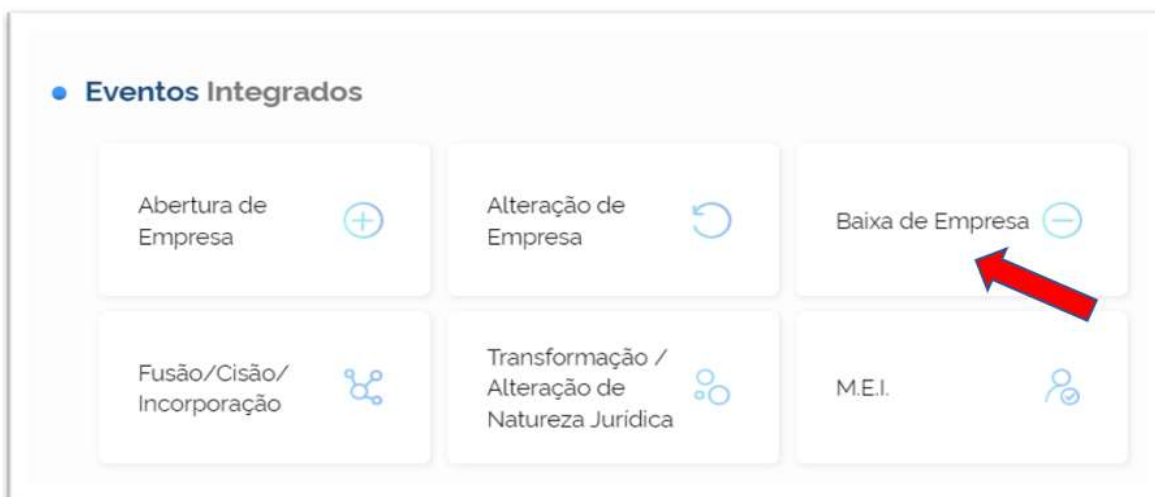 Eventos Integrados
Abertura de
Empresa
Alteração de
Empresa
Baixa de Empresa
Fusão/Cisão/
Incorporação
Transformação /
Alteração de
Natureza Jurídica
M.E.I.